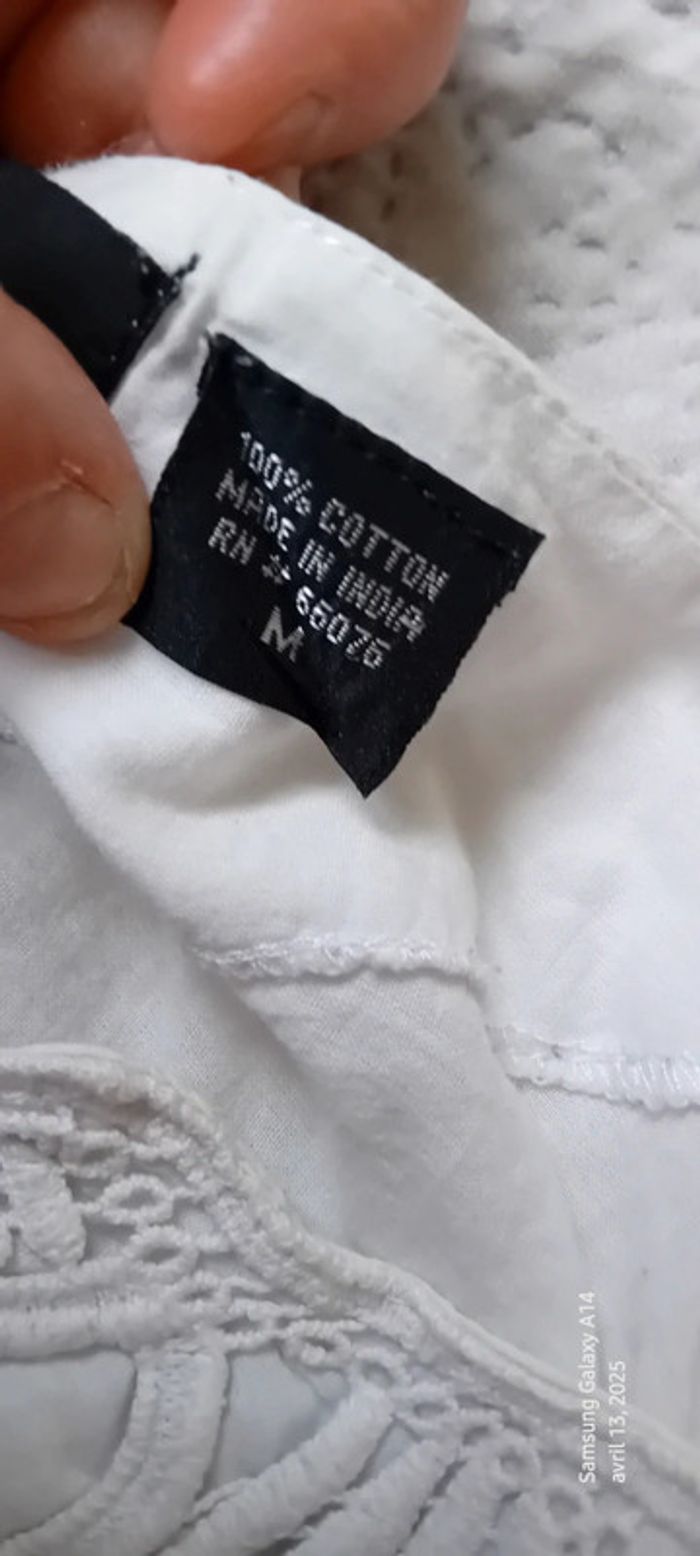 100% COTTON
MADE IN INDIA
RN # 66076
M
Samsung Galaxy A14
avril 13, 2025